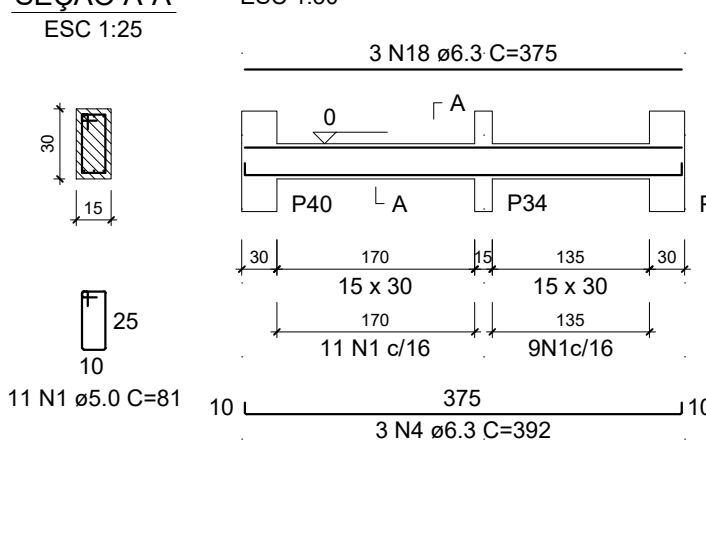 SEÇÃO A-A
ESC 1:25
3 N18 ø6.3 C=375
A
0
30
15
P40
A
P34
30 170 15 135 30
15 x 30 15 x 30
170 135
11 N1 c/16 9N1c/16
25
10
11 N1 ø5.0 C=81
10 375 10
3 N4 ø6.3 C=392